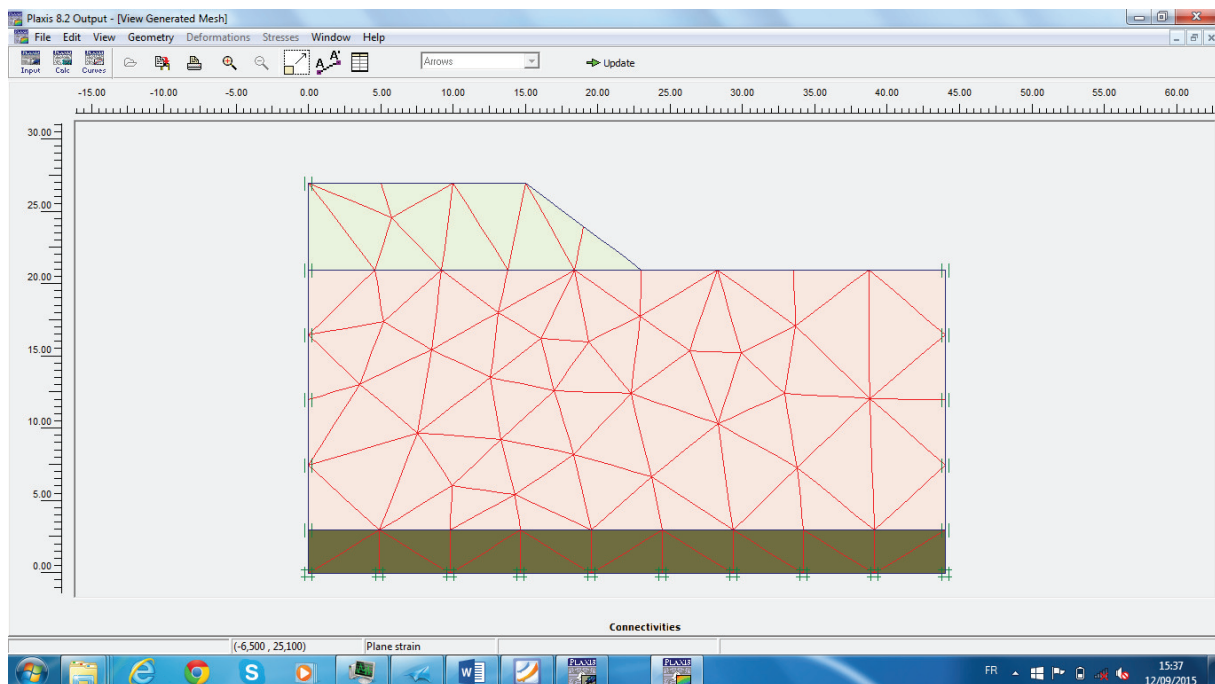 Plaxis 8.2 Output - [View Generated Mesh]
File Edit View Geometry Deformations Stresses Window Help
Input Calc Curves A A' Arrows Update
-15.00 -10.00 -5.00 0.00 5.00 10.00 15.00 20.00 25.00 30.00 35.00 40.00 45.00 50.00 55.00 60.00
30.00
25.00
20.00
15.00
10.00
5.00
0.00
Connectivities
(-6,500 , 25,100) Plane strain
PLAXIS PLAXIS
FR 15:37
12/09/2015